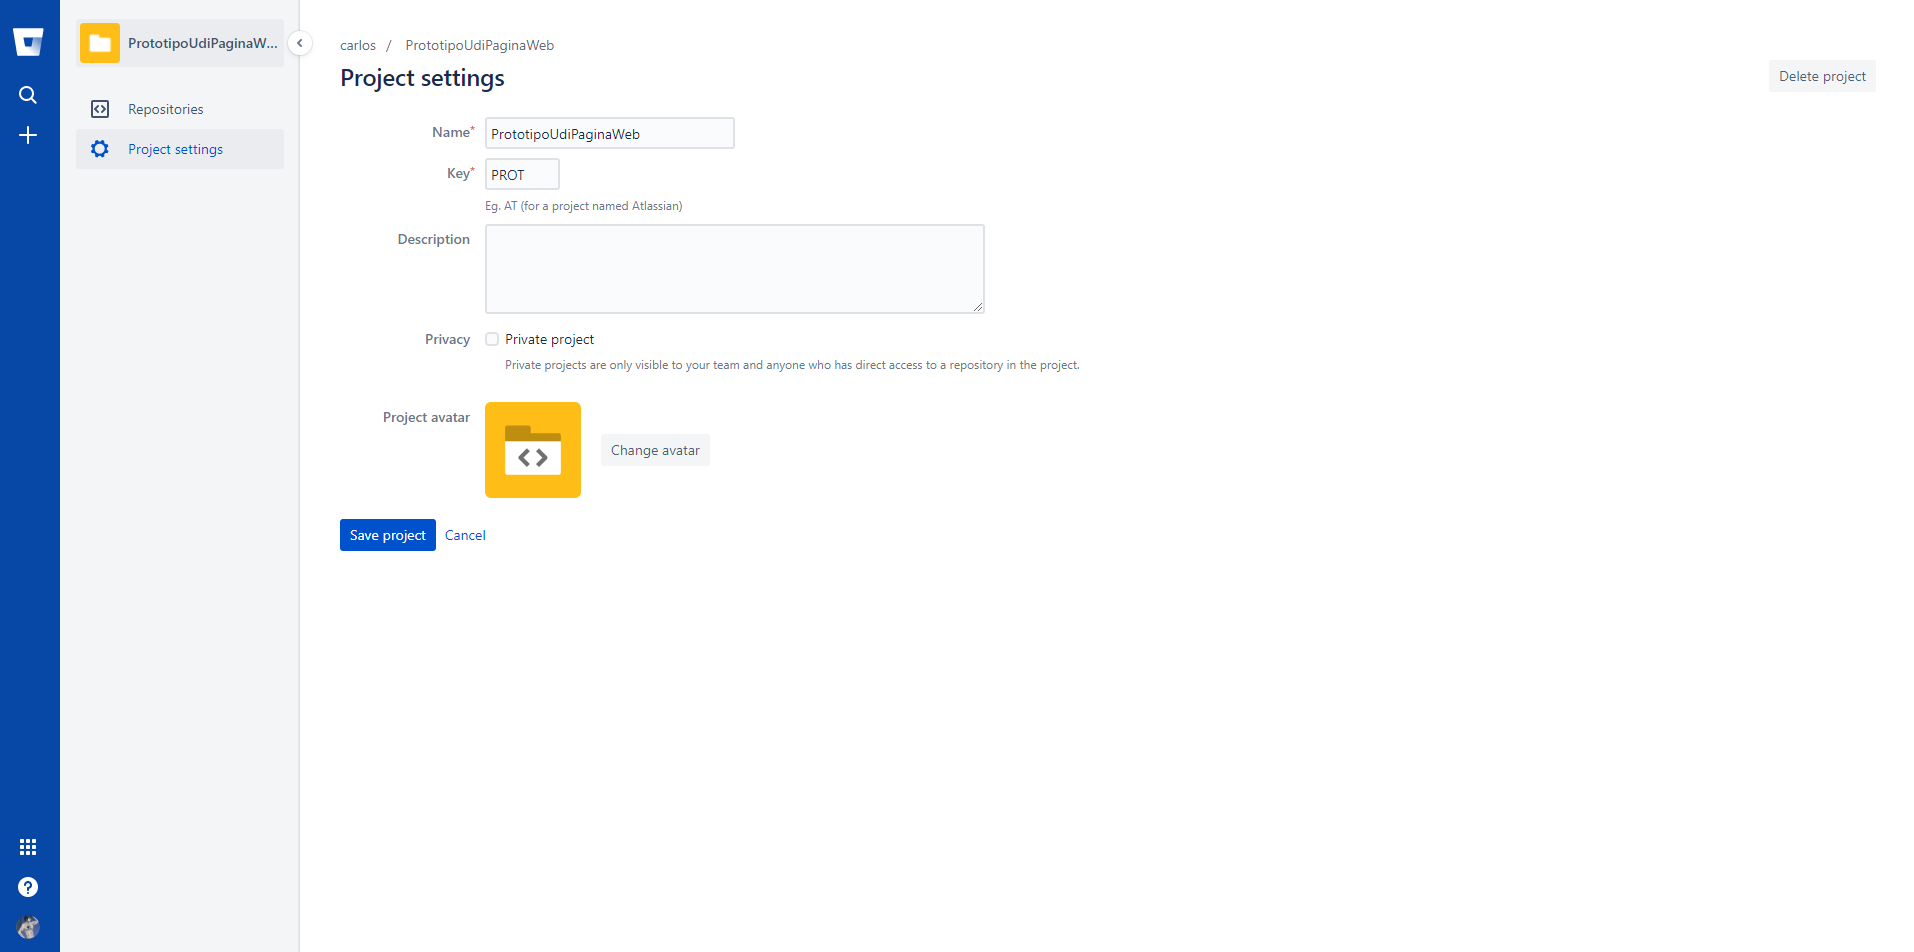 PrototipoUdiPaginaW...
Repositories
Project settings
carlos / PrototipoUdiPaginaWeb
Project settings
Delete project
Name* PrototipoUdiPaginaWeb
Key* PROT
Eg. AT (for a project named Atlassian)
Description
Privacy Private project
Private projects are only visible to your team and anyone who has direct access to a repository in the project.
Project avatar
Change avatar
Save project Cancel